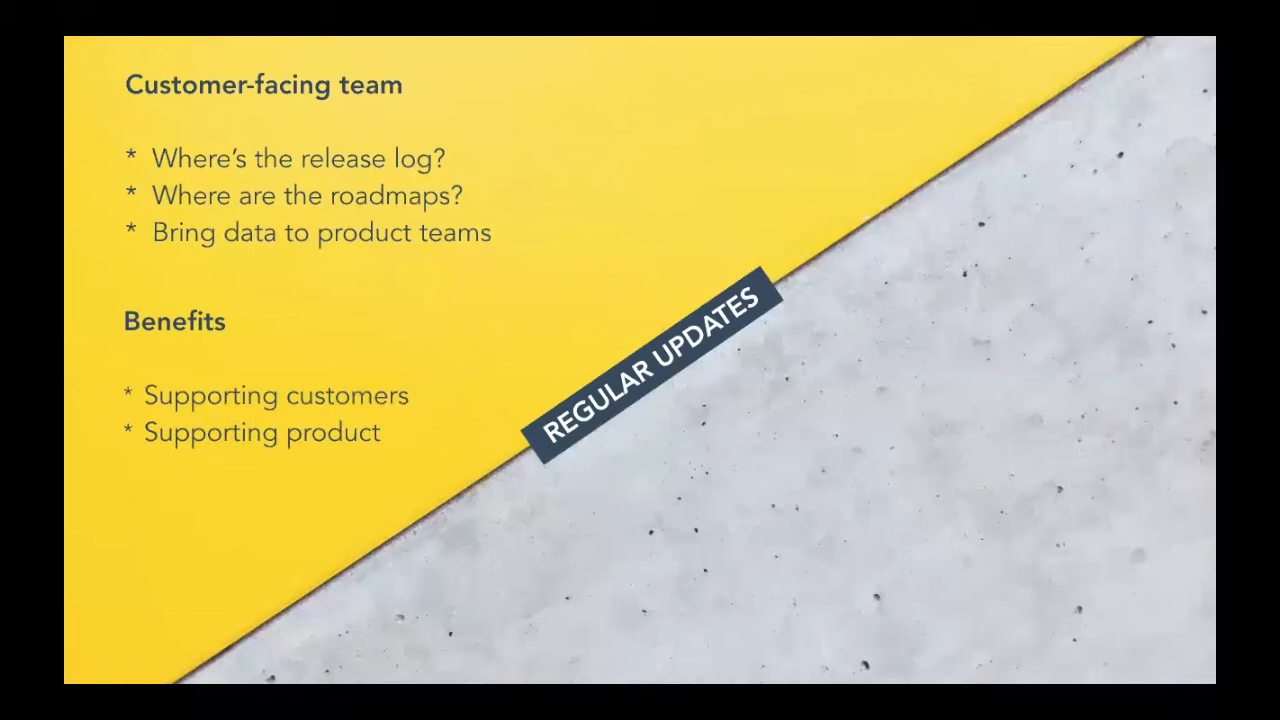 Customer-facing team
* Where’s the release log?
* Where are the roadmaps?
* Bring data to product teams
Benefits
* Supporting customers
* Supporting product
REGULAR UPDATES